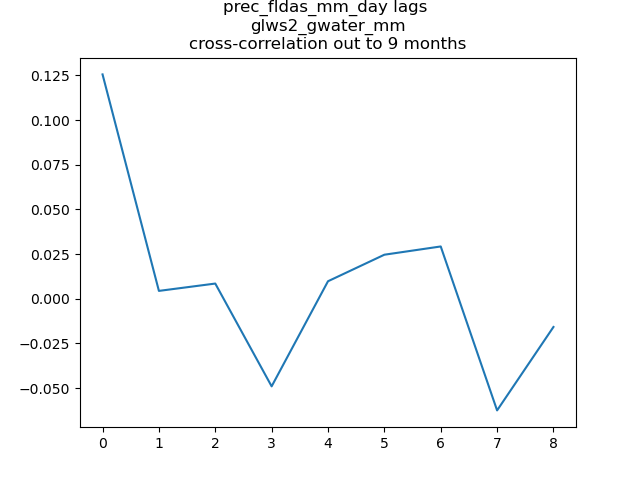 prec_fldas_mm_day lags
glws2_gwater_mm
cross-correlation out to 9 months
0.125
0.100
0.075
0.050
0.025
0.000
−0.025
−0.050
0 1 2 3 4 5 6 7 8